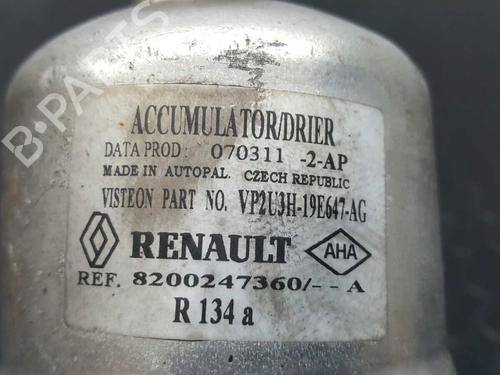 ACCUMULATOR/DRIER
DATA PROD: 070311 -2-AP
MADE IN AUTOPAL. CZECH REPUBLIC
VISTEON PART NO. VP2U3H-19E647-AG
RENAULT AHA
REF. 8200247360/-- A
R 134 a
B-PARTS